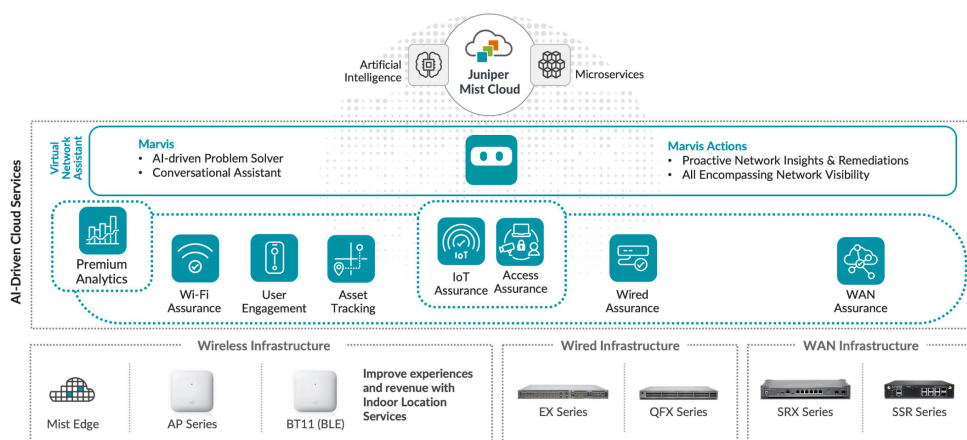 Artificial
Intelligence
Juniper
Mist Cloud
Microservices
AI-Driven Cloud Services
Virtual
Network
Assistant
Marvis
• AI-driven Problem Solver
• Conversational Assistant
Marvis Actions
• Proactive Network Insights & Remediations
• All Encompassing Network Visibility
Premium
Analytics
Wi-Fi
Assurance
User
Engagement
Asset
Tracking
IoT
IoT
Assurance
Access
Assurance
Wired
Assurance
WAN
Assurance
Wireless Infrastructure
Mist Edge
AP Series
BT11 (BLE)
Improve experiences
and revenue with
Indoor Location
Services
Wired Infrastructure
EX Series
QFX Series
WAN Infrastructure
SRX Series
SSR Series